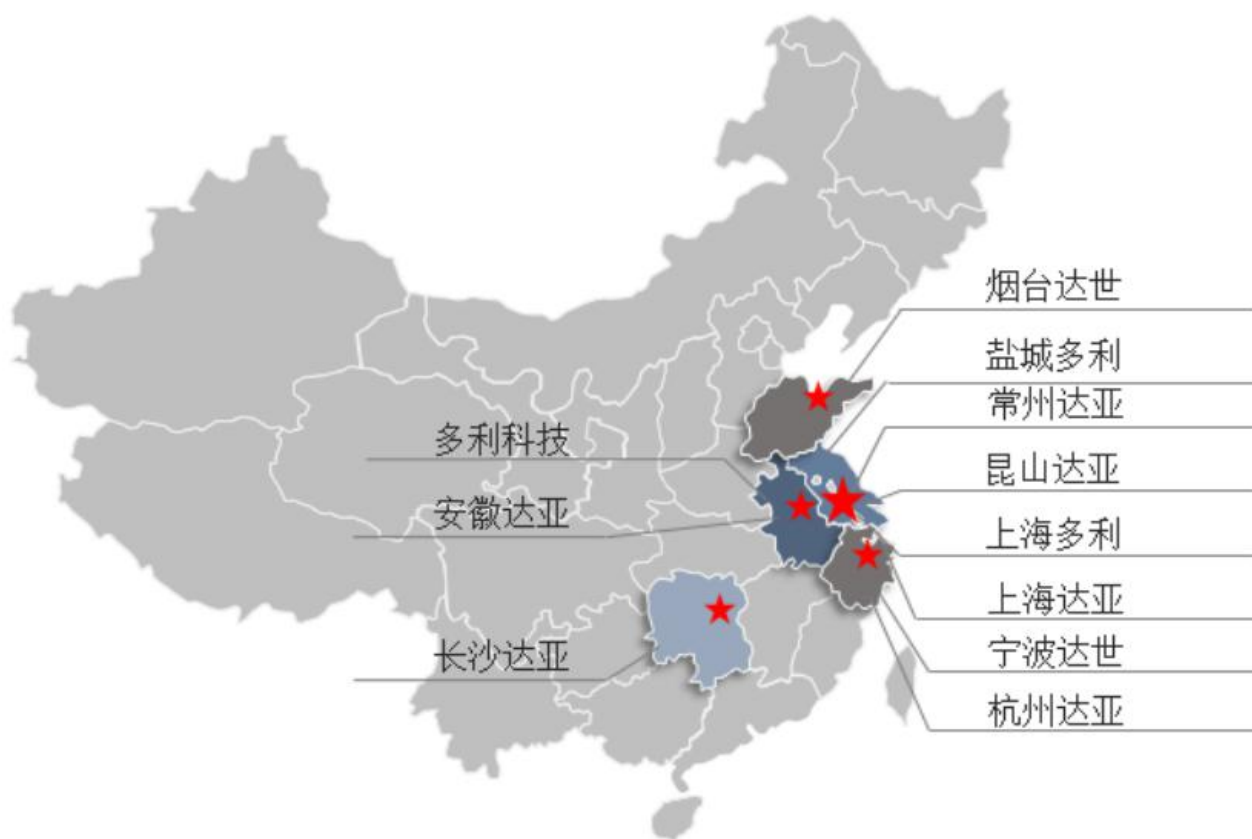 烟台达世
盐城多利
常州达亚
多利科技
昆山达亚
安徽达亚
上海多利
上海达亚
宁波达世
长沙达亚
杭州达亚